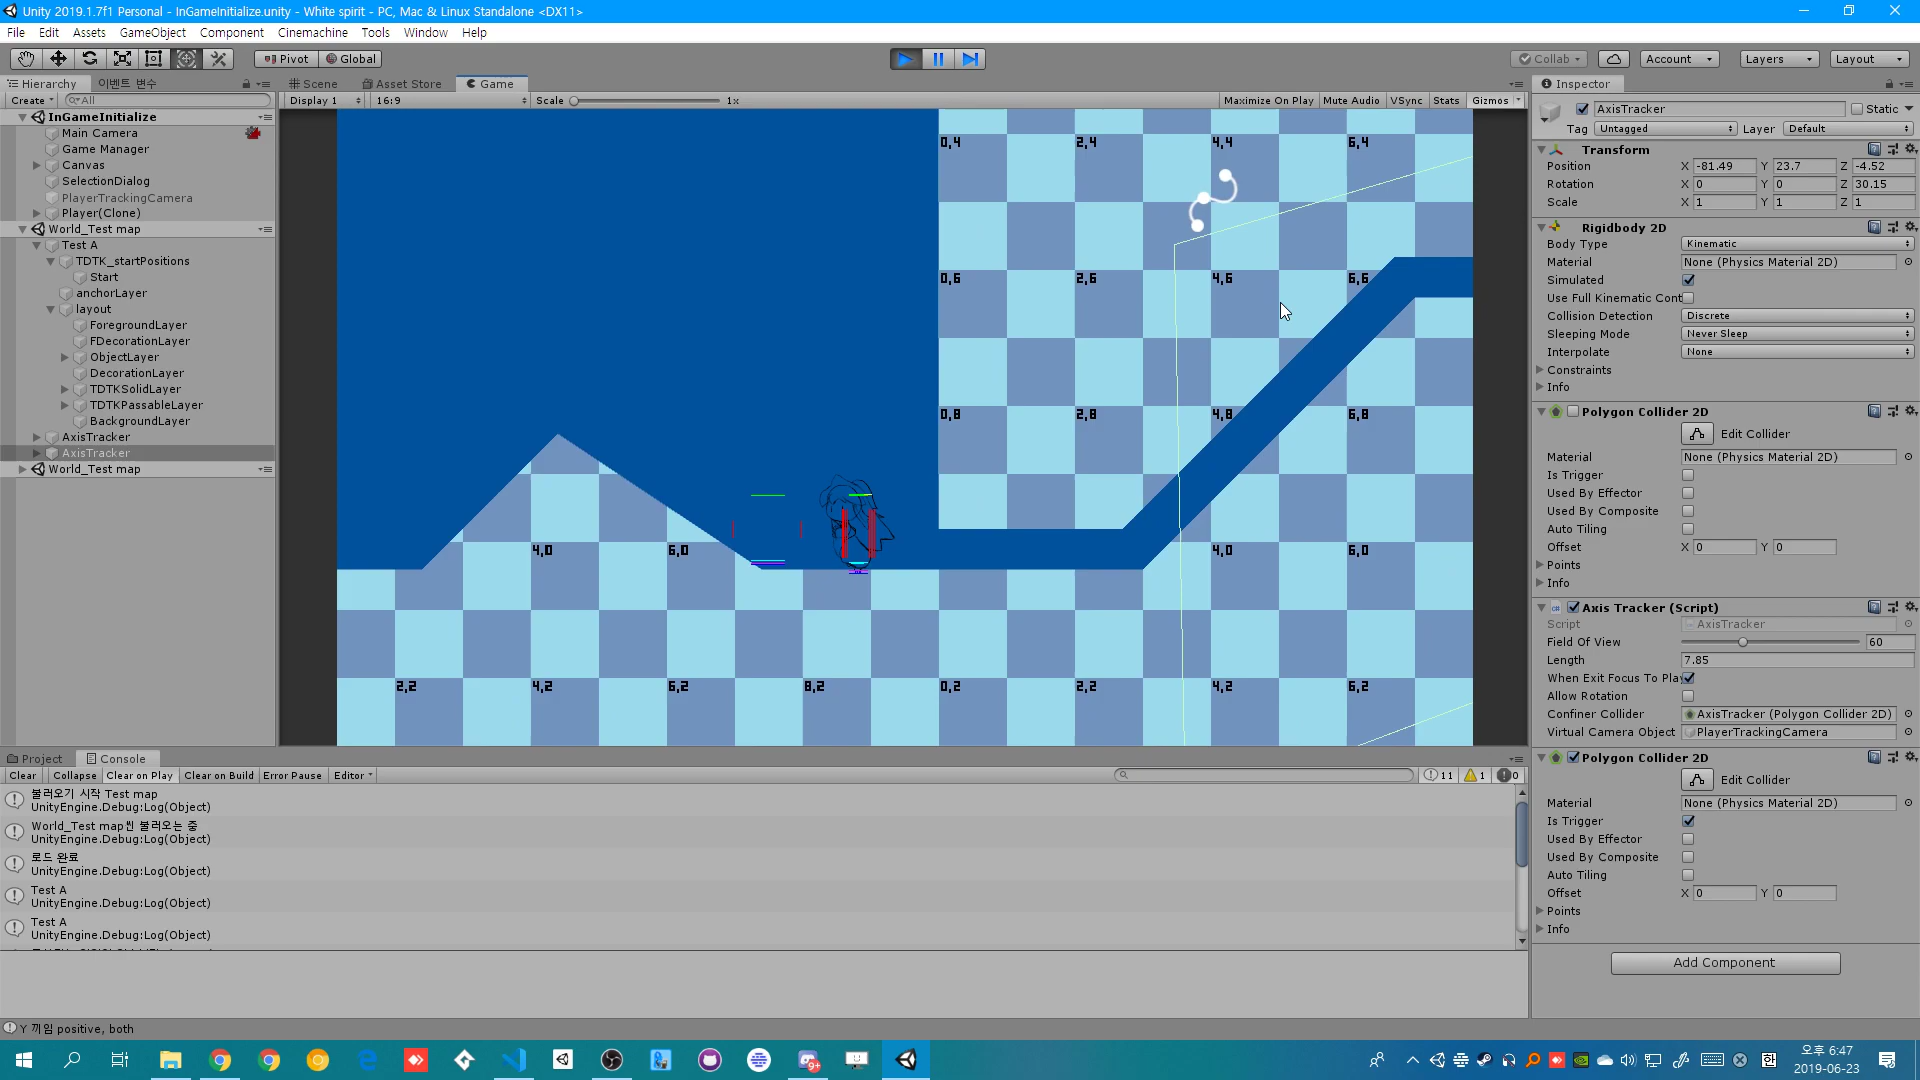 Unity 2019.1.7f1 Personal - InGameInitialize.unity - White spirit - PC, Mac & Linux Standalone <DX11>
File Edit Assets GameObject Component Cinemachine Tools Window Help
Pivot Global Collab Account Layers Layout
Hierarchy 이벤트 변수
Create All
InGameInitialize
Main Camera
Game Manager
Canvas
SelectionDialog
PlayerTrackingCamera
Player(Clone)
World_Test map
Test A
TDTK_startPositions
Start
anchorLayer
layout
ForegroundLayer
FDecorationLayer
ObjectLayer
DecorationLayer
TDTKSolidLayer
TDTKPassableLayer
BackgroundLayer
AxisTracker
AxisTracker
World_Test map
Scene Asset Store Game
Display 1 16:9 Scale 1x Maximize On Play Mute Audio VSync Stats Gizmos
0,4 2,4 4,4 6,4
0,6 2,6 4,6 6,6
0,8 2,8 4,8 6,8
4,0 6,0 4,0 6,0
2,2 4,2 6,2 8,2 0,2 2,2 4,2 6,2
Project Console
Clear Collapse Clear on Play Clear on Build Error Pause Editor 11 1 0
불러오기 시작 Test map
UnityEngine.Debug:Log(Object)
World_Test map씬 불러오는 중
UnityEngine.Debug:Log(Object)
로드 완료
UnityEngine.Debug:Log(Object)
Test A
UnityEngine.Debug:Log(Object)
Test A
UnityEngine.Debug:Log(Object)
Y 끼임 positive, both
Inspector
AxisTracker Static
Tag Untagged Layer Default
Transform
Position X -81.49 Y 23.7 Z -4.52
Rotation X 0 Y 0 Z 30.15
Scale X 1 Y 1 Z 1
Rigidbody 2D
Body Type Kinematic
Material None (Physics Material 2D)
Simulated
Use Full Kinematic Cont
Collision Detection Discrete
Sleeping Mode Never Sleep
Interpolate None
Constraints
Info
Polygon Collider 2D
Edit Collider
Material None (Physics Material 2D)
Is Trigger
Used By Effector
Used By Composite
Auto Tiling
Offset X 0 Y 0
Points
Info
Axis Tracker (Script)
Script AxisTracker
Field Of View 60
Length 7.85
When Exit Focus To Play
Allow Rotation
Confiner Collider AxisTracker (Polygon Collider 2D)
Virtual Camera Object PlayerTrackingCamera
Polygon Collider 2D
Edit Collider
Material None (Physics Material 2D)
Is Trigger
Used By Effector
Used By Composite
Auto Tiling
Offset X 0 Y 0
Points
Info
Add Component
9+
오후 6:47
2019-06-23